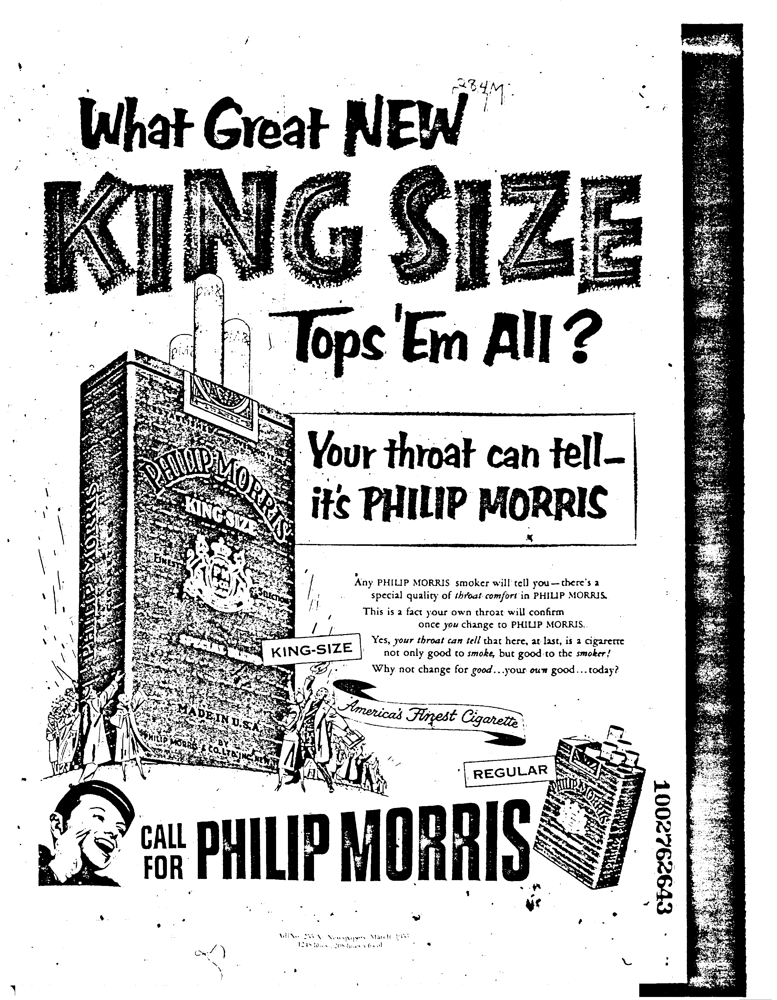 284M
What Great NEW
KING SIZE
Tops 'Em All?
PHILIP MORRIS
KING-SIZE
FINEST
PHILIP MORRIS
MADE IN U.S.A.
PHILIP MORRIS & CO. LTD. INC.
Your throat can tell—
it's PHILIP MORRIS
Any PHILIP MORRIS smoker will tell you—there's a
special quality of throat comfort in PHILIP MORRIS.
This is a fact your own throat will confirm
once you change to PHILIP MORRIS.
Yes, your throat can tell that here, at last, is a cigarette
not only good to smoke, but good to the smoker!
Why not change for good...your own good...today?
KING-SIZE
America's Finest Cigarette
REGULAR
PHILIP MORRIS
CALL
FOR
PHILIP MORRIS
1002762643